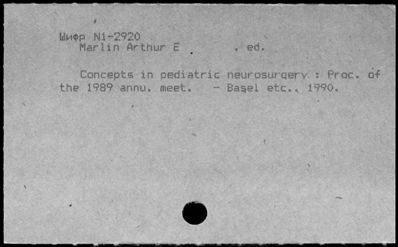 Шифр N1-2920
Marlin Arthur E , ed.
Concepts in pediatric neurosurgery : Proc. of
the 1989 annu. meet. - Basel etc., 1990.